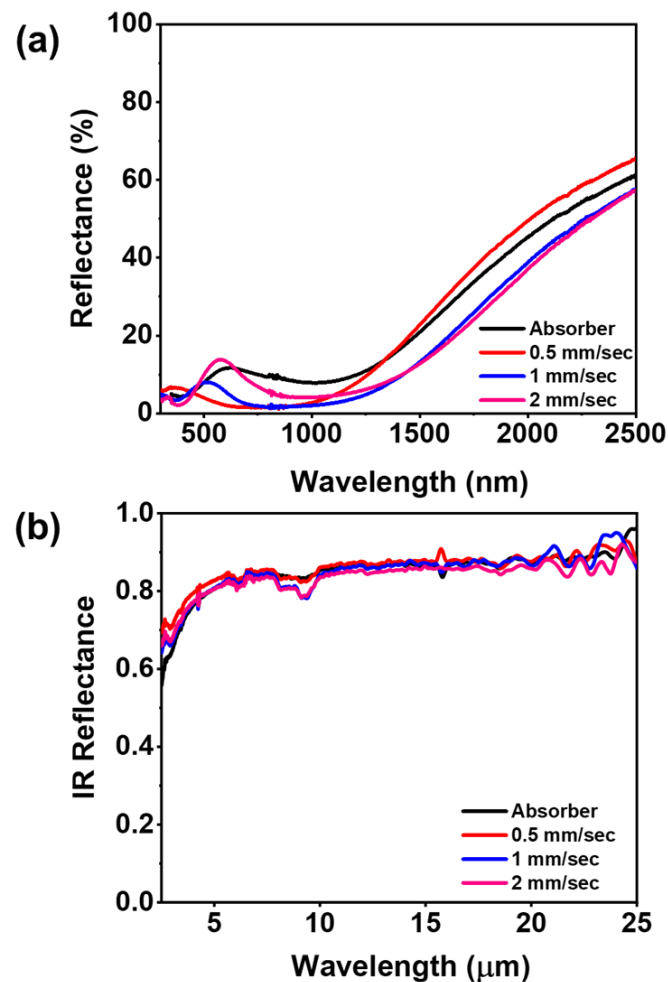 (a)
Reflectance (%)
100
80
60
40
20
0
Absorber
0.5 mm/sec
1 mm/sec
2 mm/sec
500
1000
1500
2000
2500
Wavelength (nm)
(b)
IR Reflectance
1.0
0.8
0.6
0.4
0.2
0.0
Absorber
0.5 mm/sec
1 mm/sec
2 mm/sec
5
10
15
20
25
Wavelength (μm)